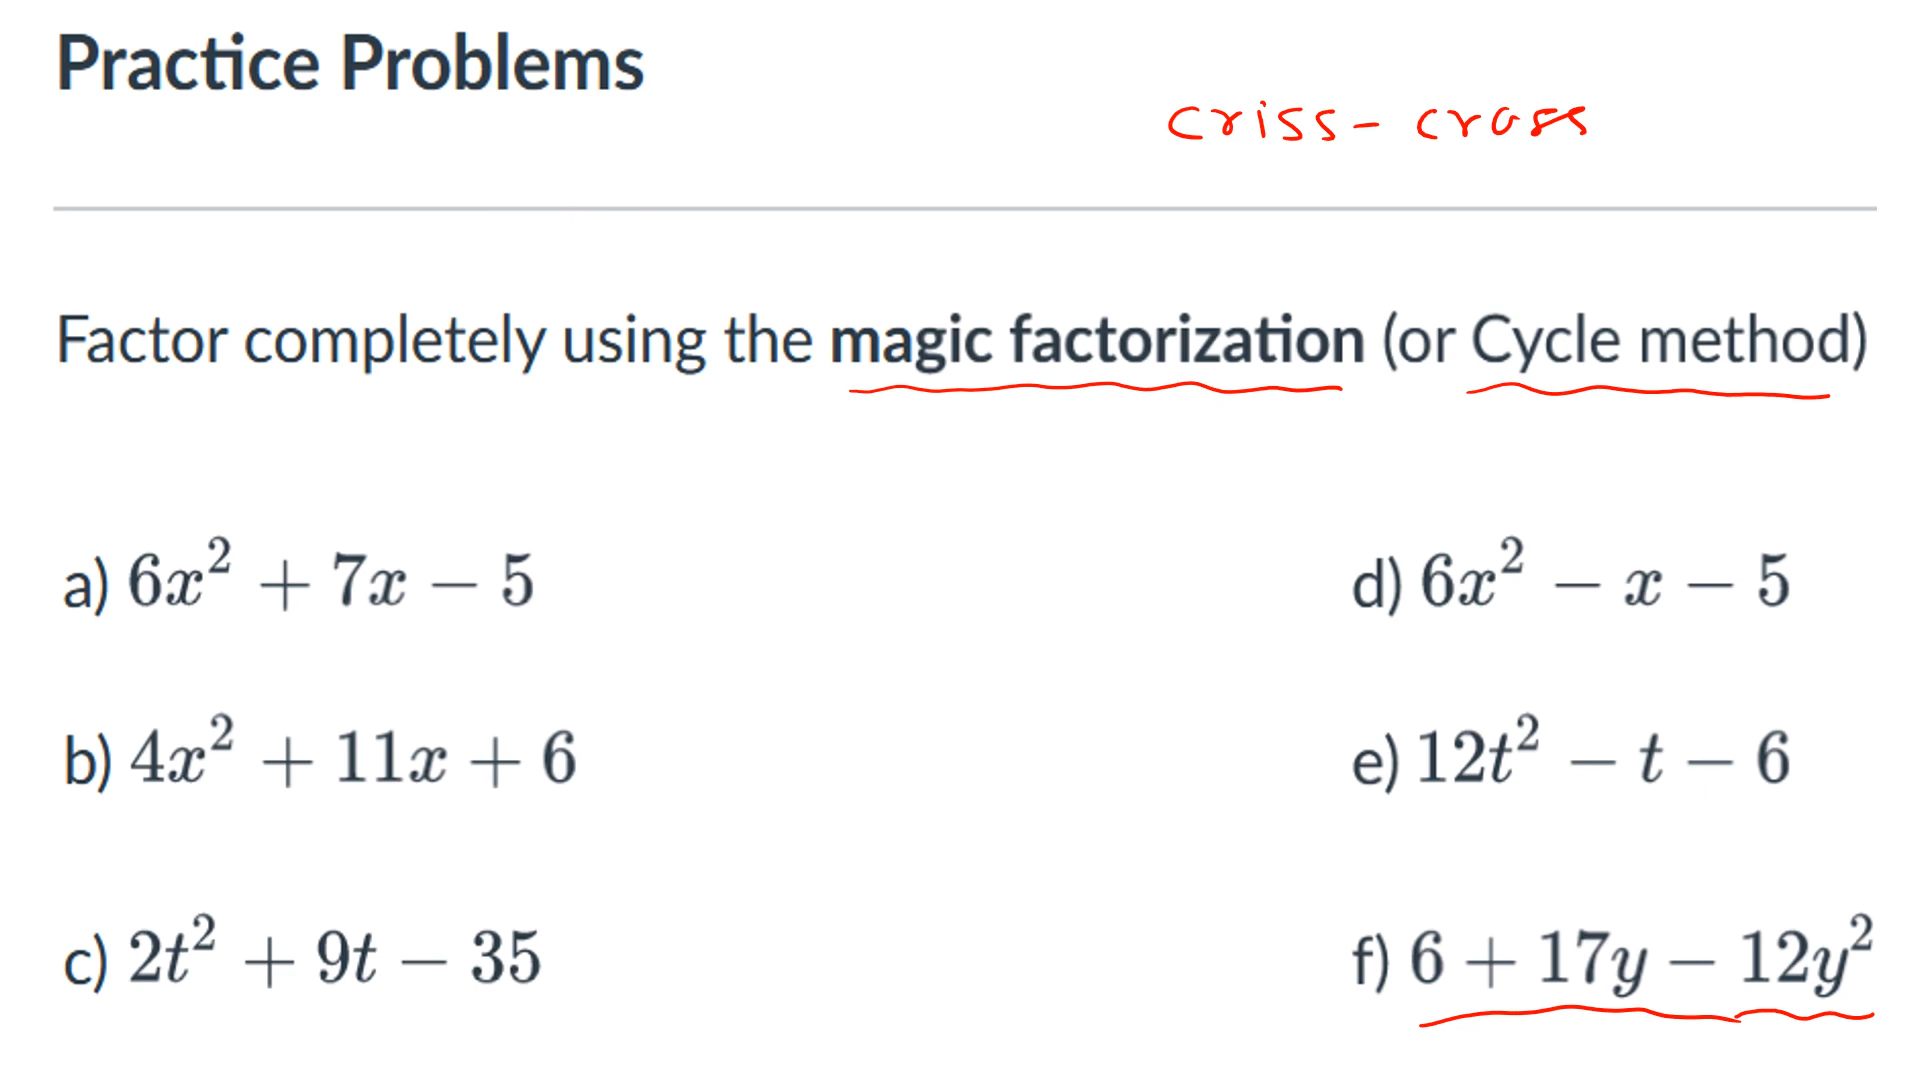 Practice Problems
criss - cross
Factor completely using the magic factorization (or Cycle method)
a) 6x² + 7x − 5
d) 6x² − x − 5
b) 4x² + 11x + 6
e) 12t² − t − 6
c) 2t² + 9t − 35
f) 6 + 17y − 12y²